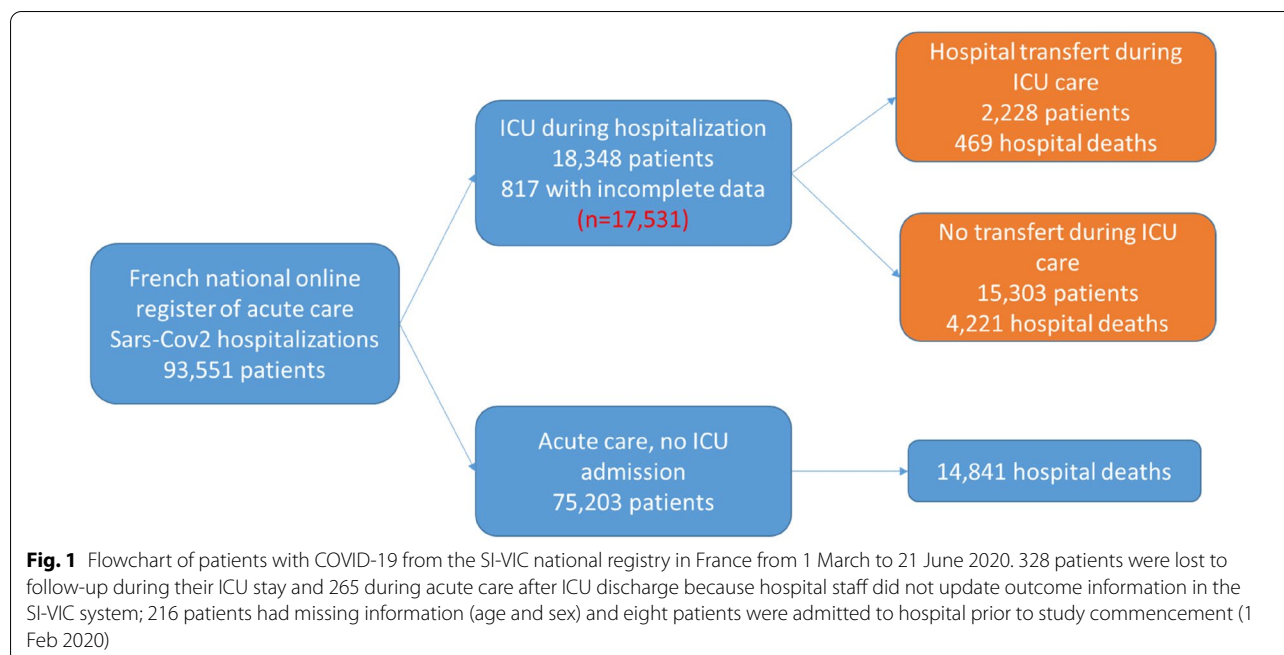 French national online
register of acute care
Sars-Cov2 hospitalizations
93,551 patients
ICU during hospitalization
18,348 patients
817 with incomplete data
(n=17,531)
Hospital transfert during
ICU care
2,228 patients
469 hospital deaths
No transfert during ICU
care
15,303 patients
4,221 hospital deaths
Acute care, no ICU
admission
75,203 patients
14,841 hospital deaths
Fig. 1 Flowchart of patients with COVID-19 from the SI-VIC national registry in France from 1 March to 21 June 2020. 328 patients were lost to
follow-up during their ICU stay and 265 during acute care after ICU discharge because hospital staff did not update outcome information in the
SI-VIC system; 216 patients had missing information (age and sex) and eight patients were admitted to hospital prior to study commencement (1
Feb 2020)